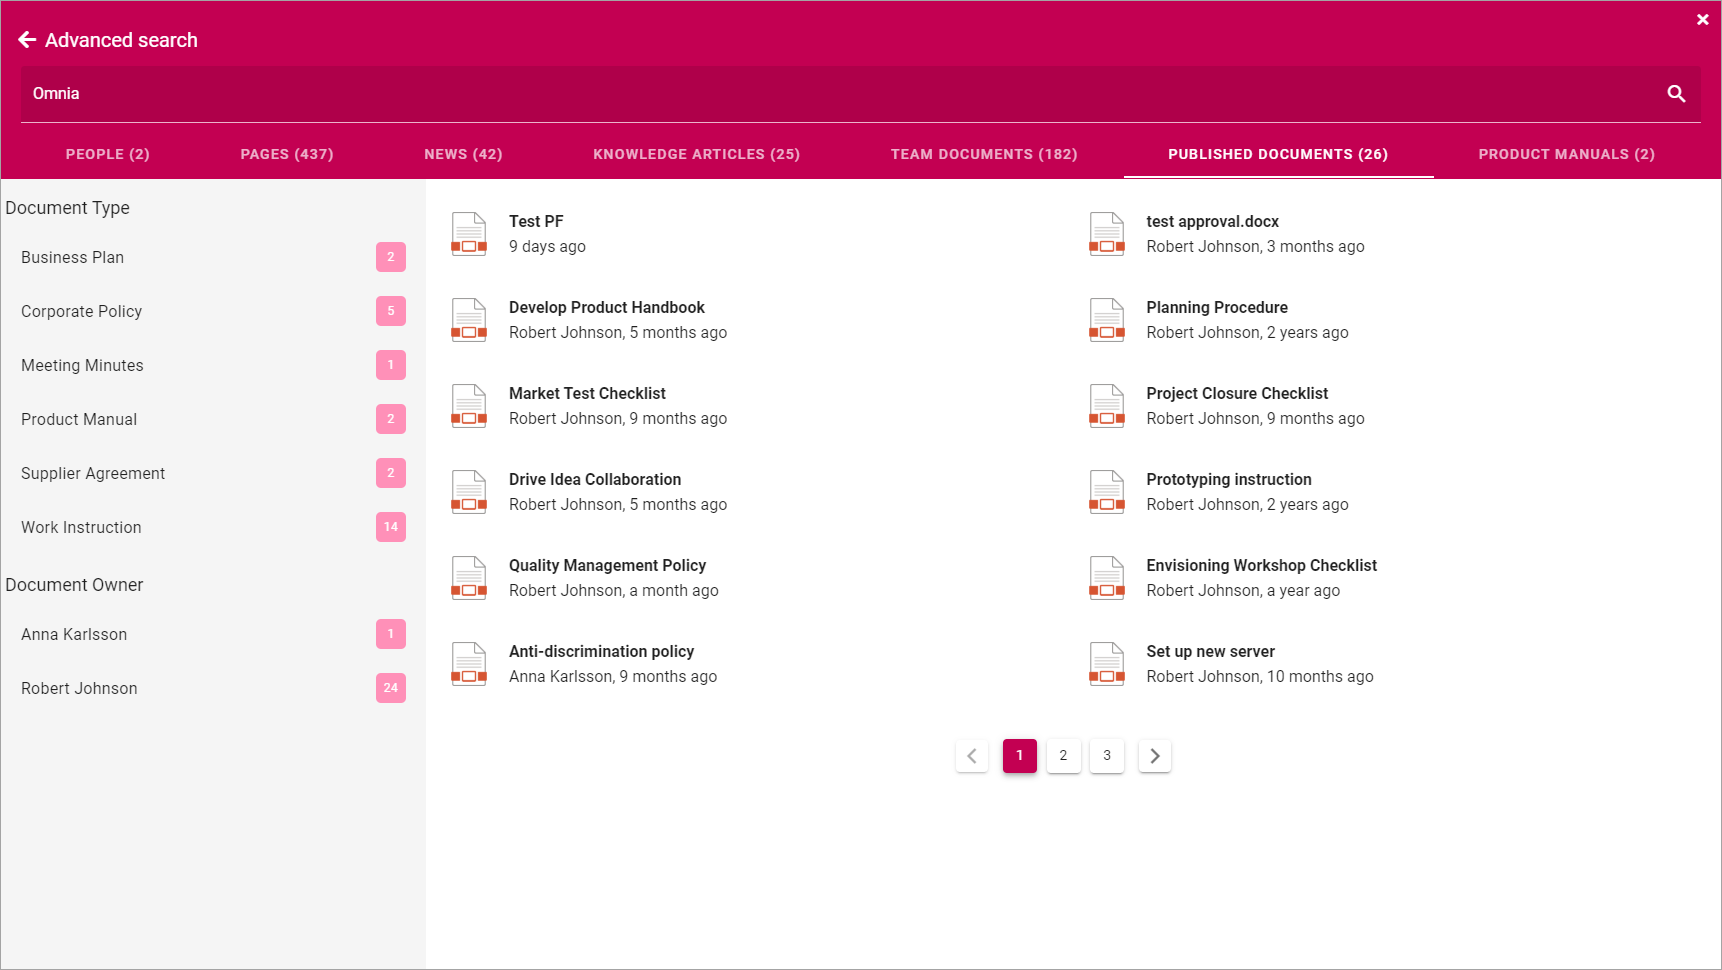 Advanced search
Omnia
PEOPLE (2) PAGES (437) NEWS (42) KNOWLEDGE ARTICLES (25) TEAM DOCUMENTS (182) PUBLISHED DOCUMENTS (26) PRODUCT MANUALS (2)
Document Type
Business Plan 2
Corporate Policy 5
Meeting Minutes 1
Product Manual 2
Supplier Agreement 2
Work Instruction 14
Document Owner
Anna Karlsson 1
Robert Johnson 24
Test PF
9 days ago
test approval.docx
Robert Johnson, 3 months ago
Develop Product Handbook
Robert Johnson, 5 months ago
Planning Procedure
Robert Johnson, 2 years ago
Market Test Checklist
Robert Johnson, 9 months ago
Project Closure Checklist
Robert Johnson, 9 months ago
Drive Idea Collaboration
Robert Johnson, 5 months ago
Prototyping instruction
Robert Johnson, 2 years ago
Quality Management Policy
Robert Johnson, a month ago
Envisioning Workshop Checklist
Robert Johnson, a year ago
Anti-discrimination policy
Anna Karlsson, 9 months ago
Set up new server
Robert Johnson, 10 months ago
1 2 3